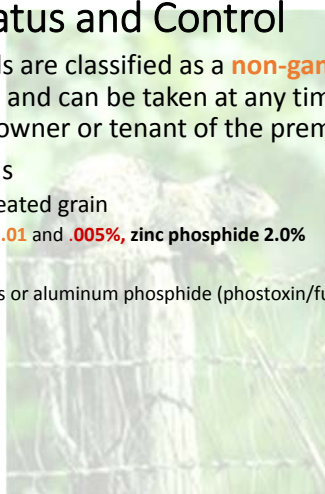 atus and Control
ls are classified as a non-gan
and can be taken at any tim
owner or tenant of the prem
s
eated grain
.01 and .005%, zinc phosphide 2.0%
s or aluminum phosphide (phostoxin/fu